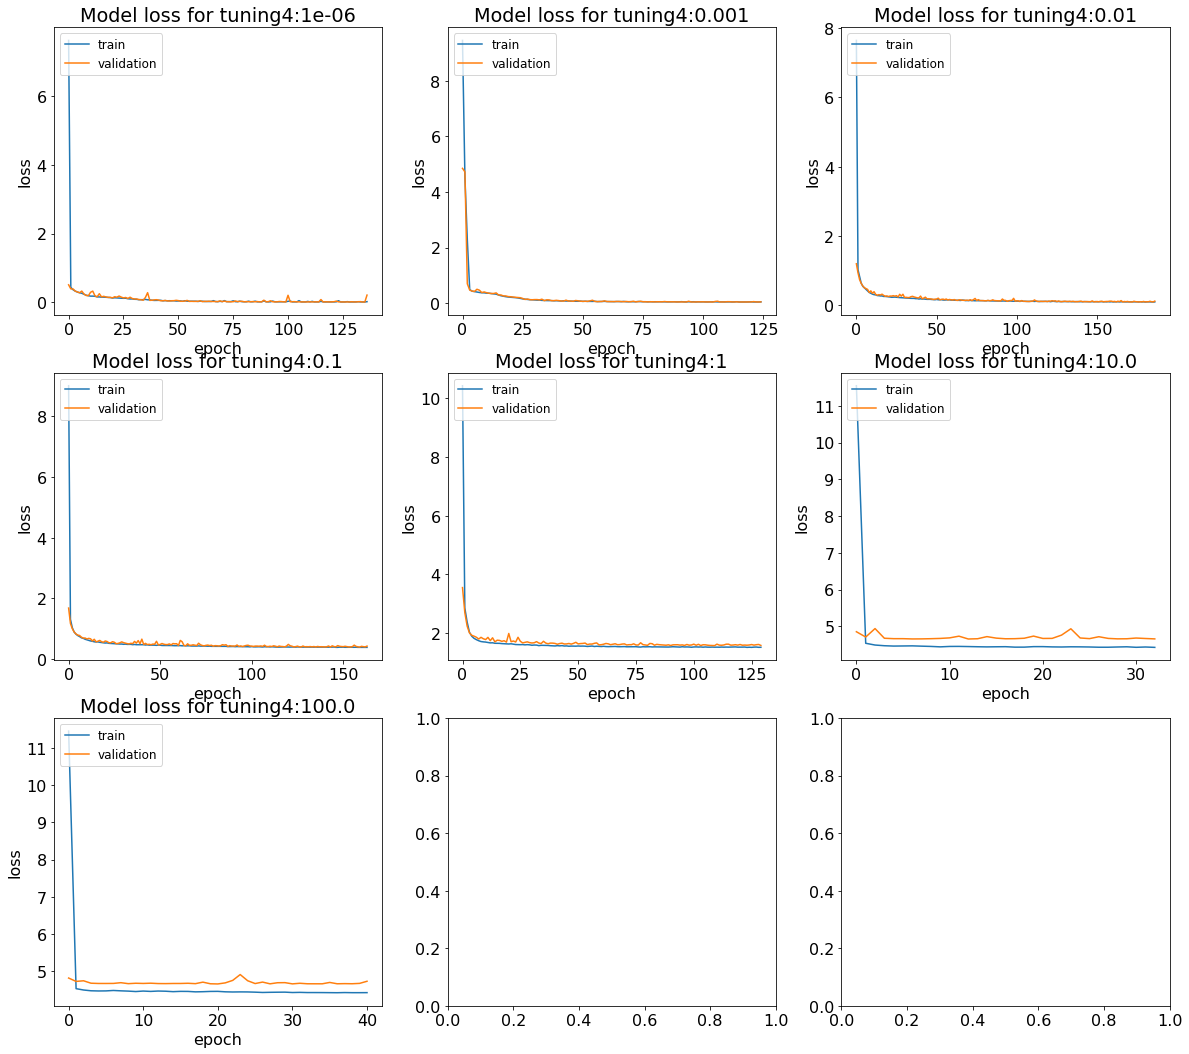 Model loss for tuning4:1e-06
train
validation
6
4
2
0
loss
0 25 50 75 100 125
epoch
Model loss for tuning4:0.001
train
validation
8
6
4
2
0
loss
0 25 50 75 100 125
epoch
Model loss for tuning4:0.01
train
validation
8
6
4
2
0
loss
0 50 100 150
epoch
Model loss for tuning4:0.1
train
validation
8
6
4
2
0
loss
0 50 100 150
epoch
Model loss for tuning4:1
train
validation
10
8
6
4
2
loss
0 25 50 75 100 125
epoch
Model loss for tuning4:10.0
train
validation
11
10
9
8
7
6
5
loss
0 10 20 30
epoch
Model loss for tuning4:100.0
train
validation
11
10
9
8
7
6
5
loss
0 10 20 30 40
epoch
1.0
0.8
0.6
0.4
0.2
0.0
0.0 0.2 0.4 0.6 0.8 1.0
1.0
0.8
0.6
0.4
0.2
0.0
0.0 0.2 0.4 0.6 0.8 1.0